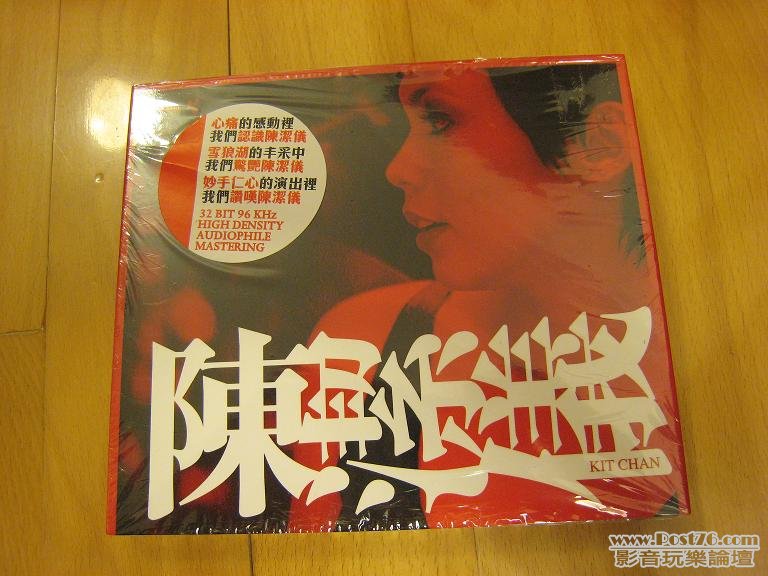 心痛的感動裡
我們認識陳潔儀
雪狼湖的丰采中
我們驚艷陳潔儀
妙手仁心的演出裡
我們讚嘆陳潔儀
32 BIT 96 KHz
HIGH DENSITY
AUDIOPHILE
MASTERING
陳潔儀
KIT CHAN
www.Post76.com
影音玩樂論壇